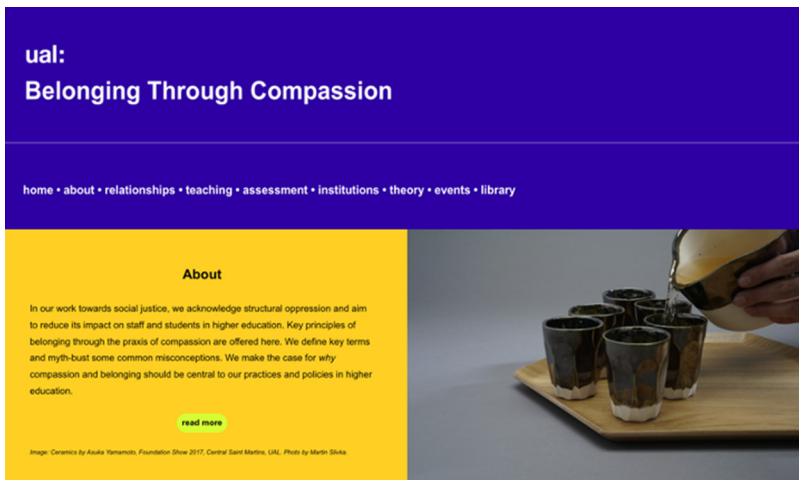 ual:
Belonging Through Compassion
home • about • relationships • teaching • assessment • institutions • theory • events • library
About
In our work towards social justice, we acknowledge structural oppression and aim
to reduce its impact on staff and students in higher education. Key principles of
belonging through the praxis of compassion are offered here. We define key terms
and myth-bust some common misconceptions. We make the case for why
compassion and belonging should be central to our practices and policies in higher
education.
read more
Image: Ceramics by Asuka Yamamoto, Foundation Show 2017, Central Saint Martins, UAL. Photo by Martin Slivka.